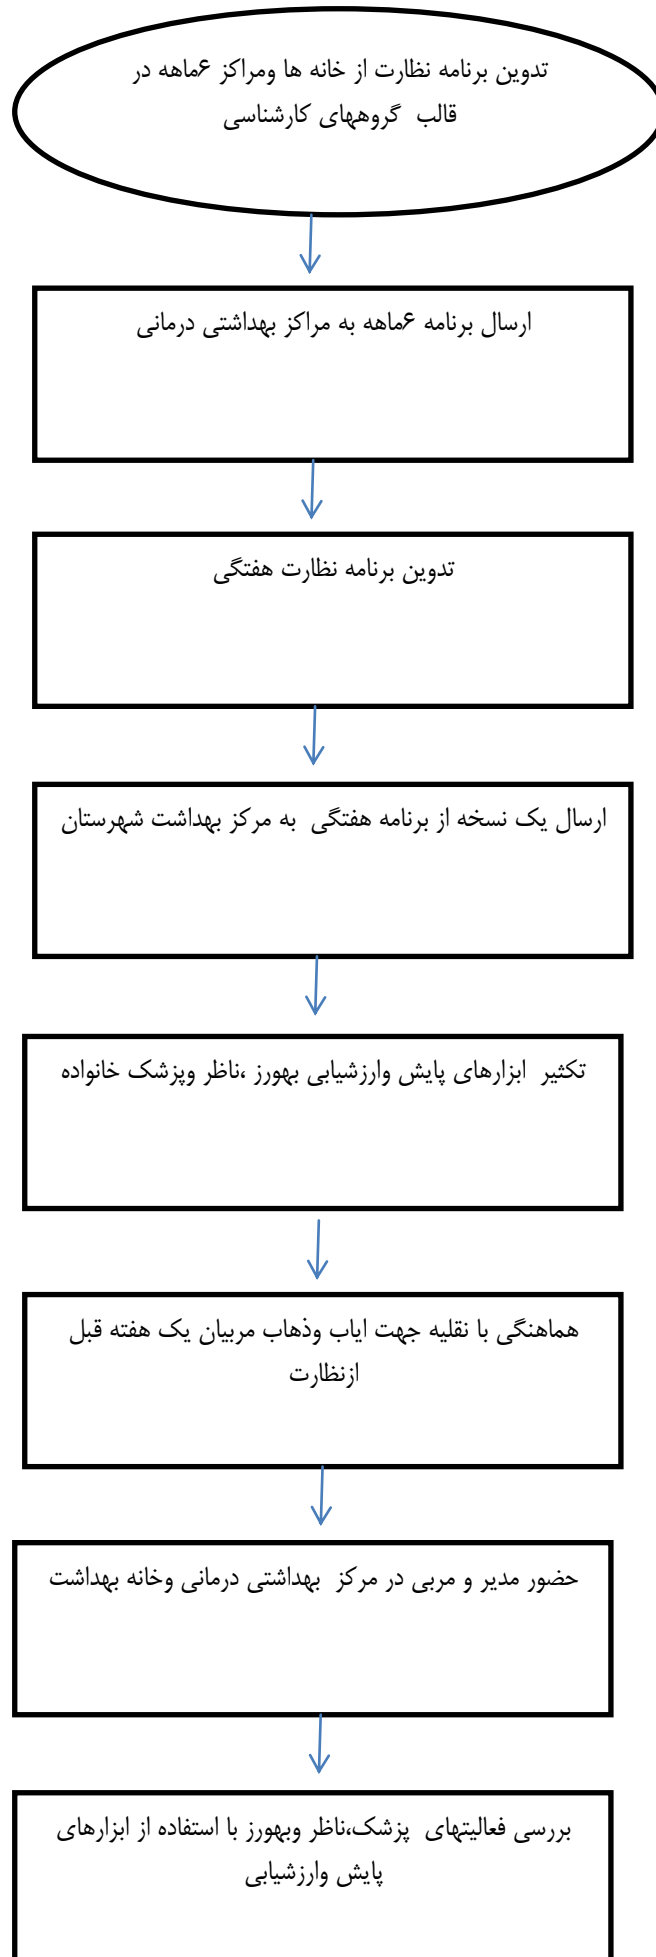 تدوین برنامه نظارت از خانه ها ومراکز ۶ماهه در
قالب گروههای کارشناسی
ارسال برنامه ۶ماهه به مراکز بهداشتی درمانی
تدوین برنامه نظارت هفتگی
ارسال یک نسخه از برنامه هفتگی به مرکز بهداشت شهرستان
تکثیر ابزارهای پایش وارزشیابی بهورز ،ناظر وپزشک خانواده
هماهنگی با نقلیه جهت ایاب وذهاب مربیان یک هفته قبل
ازنظارت
حضور مدیر و مربی در مرکز بهداشتی درمانی وخانه بهداشت
بررسی فعالیتهای پزشک،ناظر وبهورز با استفاده از ابزارهای
پایش وارزشیابی